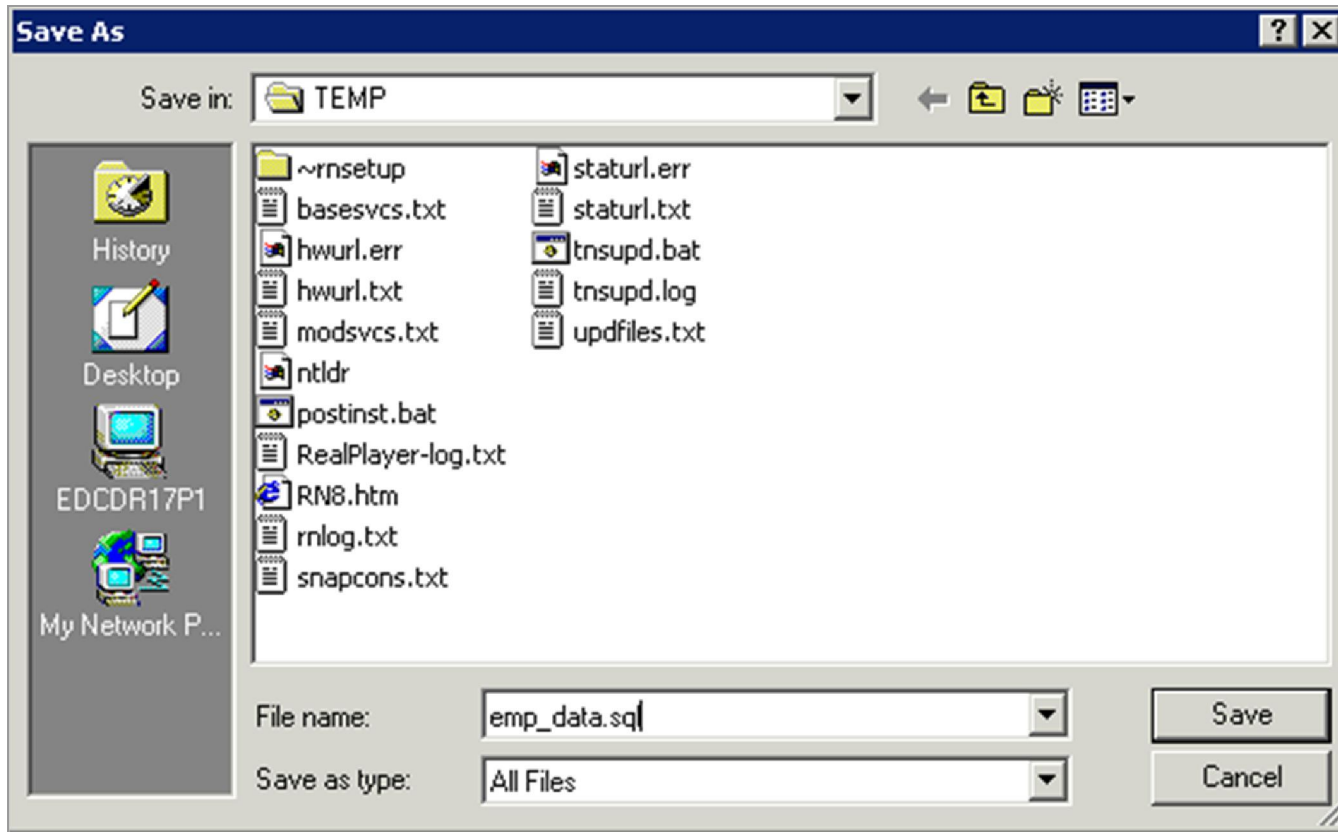 Save As
Save in: TEMP
History
Desktop
EDCDR17P1
My Network P...
~rnsetup
basesvcs.txt
hwurl.err
hwurl.txt
modsvcs.txt
ntldr
postinst.bat
RealPlayer-log.txt
RN8.htm
rnlog.txt
snapcons.txt
staturl.err
staturl.txt
tnsupd.bat
tnsupd.log
updfiles.txt
File name: emp_data.sql Save
Save as type: All Files Cancel